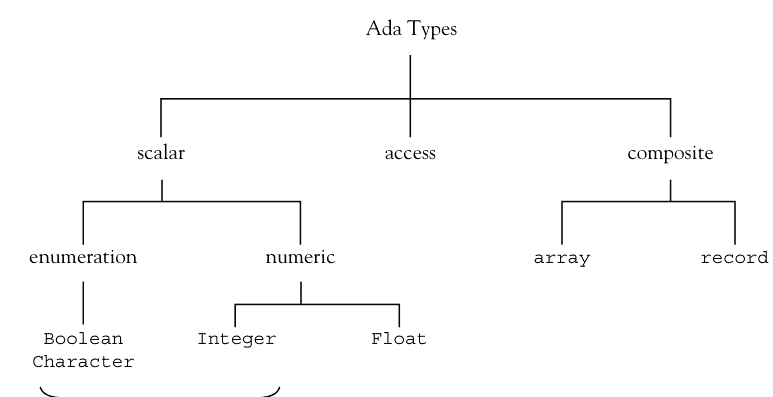 Ada Types
scalar access composite
enumeration numeric array record
Boolean Integer Float
Character